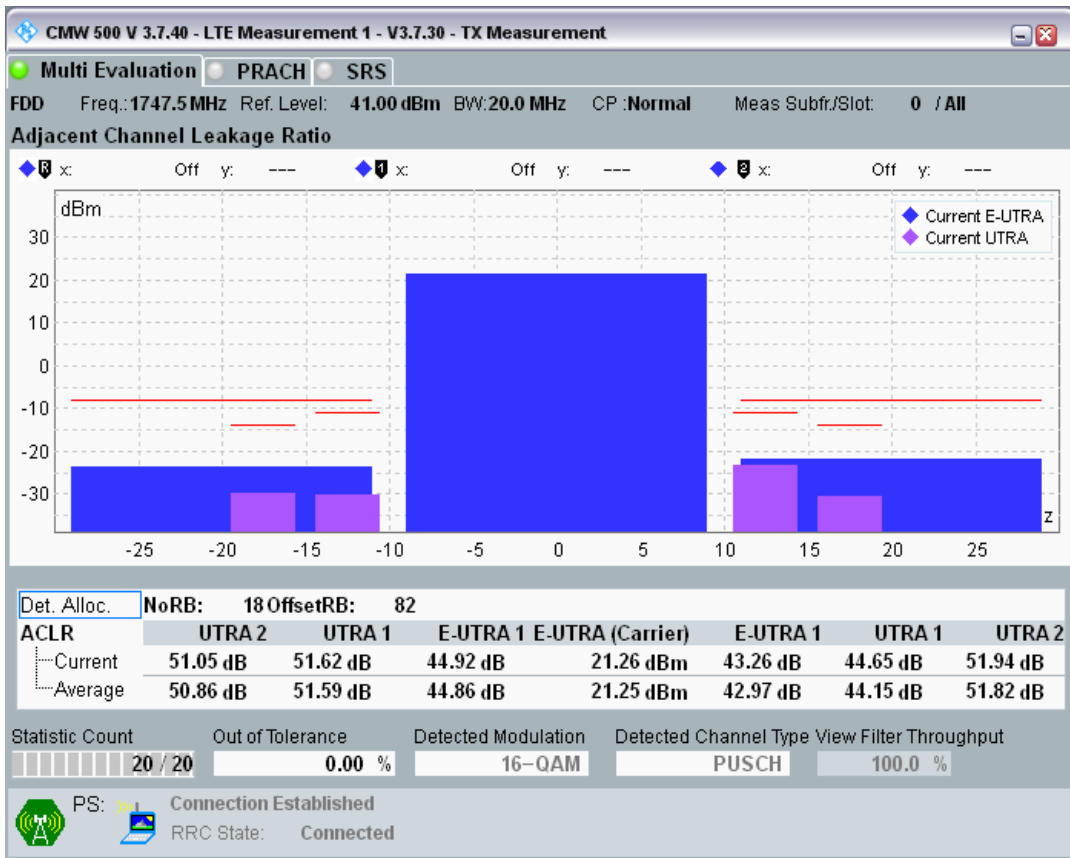 CMW 500 V 3.7.40 - LTE Measurement 1 - V3.7.30 - TX Measurement
Multi Evaluation PRACH SRS
FDD Freq.: 1747.5 MHz Ref. Level: 41.00 dBm BW: 20.0 MHz CP : Normal Meas Subfr./Slot: 0 / All
Adjacent Channel Leakage Ratio
R x: Off y: --- 1 x: Off y: --- 2 x: Off y: ---
dBm
Current E-UTRA
Current UTRA
30
20
10
0
-10
-20
-30
z
-25 -20 -15 -10 -5 0 5 10 15 20 25
Det. Alloc. NoRB: 18 OffsetRB: 82
ACLR UTRA 2 UTRA 1 E-UTRA 1 E-UTRA (Carrier) E-UTRA 1 UTRA 1 UTRA 2
Current 51.05 dB 51.62 dB 44.92 dB 21.26 dBm 43.26 dB 44.65 dB 51.94 dB
Average 50.86 dB 51.59 dB 44.86 dB 21.25 dBm 42.97 dB 44.15 dB 51.82 dB
Statistic Count Out of Tolerance Detected Modulation Detected Channel Type View Filter Throughput
20 / 20 0.00 % 16-QAM PUSCH 100.0 %
PS: Connection Established
RRC State: Connected